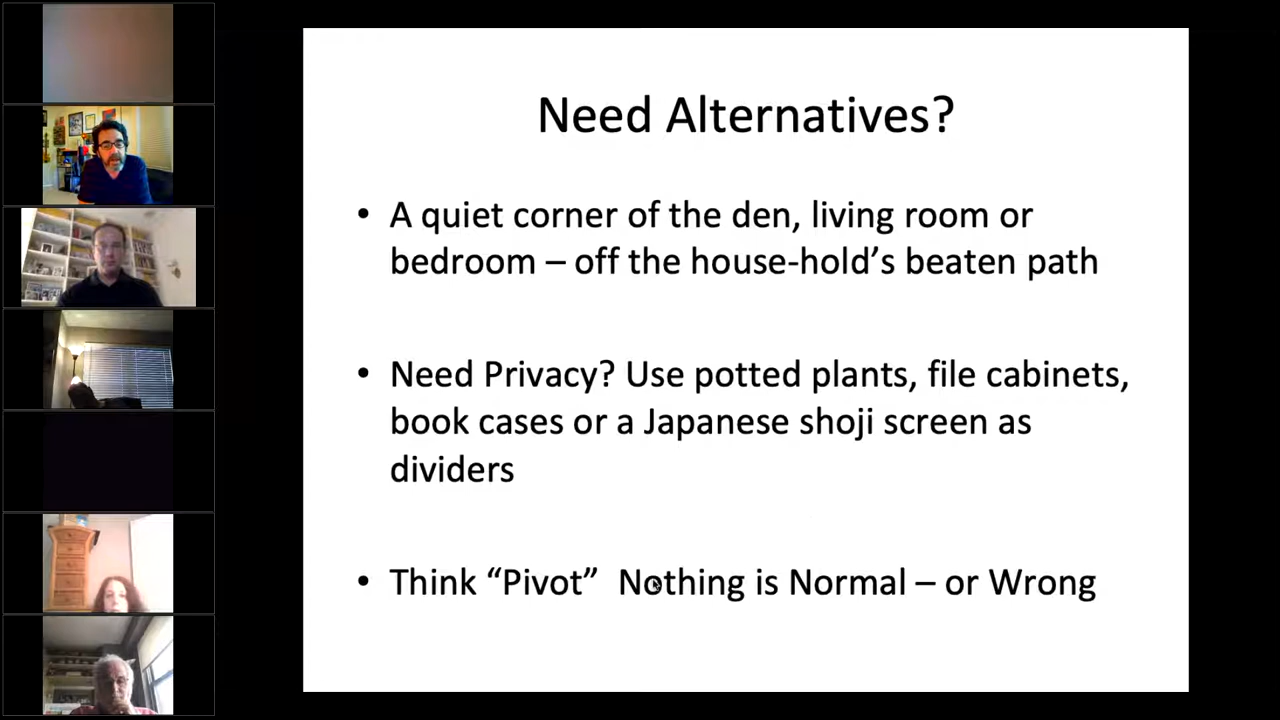 Need Alternatives?
• A quiet corner of the den, living room or
bedroom – off the house-hold’s beaten path
• Need Privacy? Use potted plants, file cabinets,
book cases or a Japanese shoji screen as
dividers
• Think “Pivot”  Nothing is Normal – or Wrong